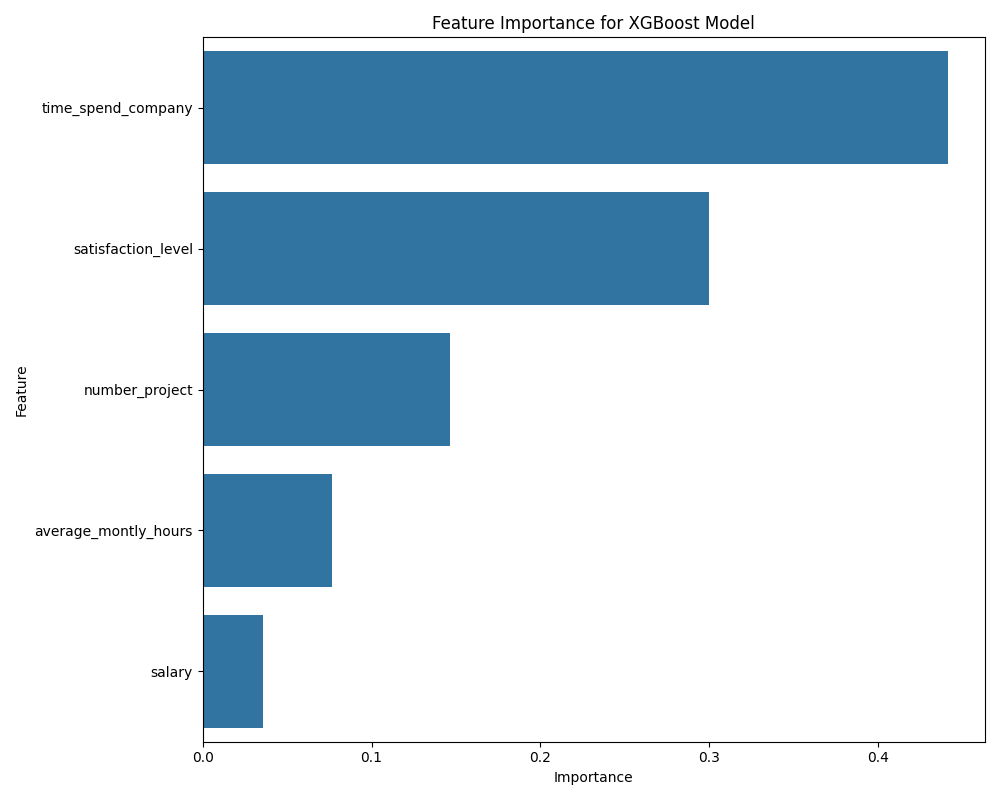 Feature Importance for XGBoost Model
time_spend_company
satisfaction_level
number_project
average_montly_hours
salary
Feature
0.0 0.1 0.2 0.3 0.4
Importance